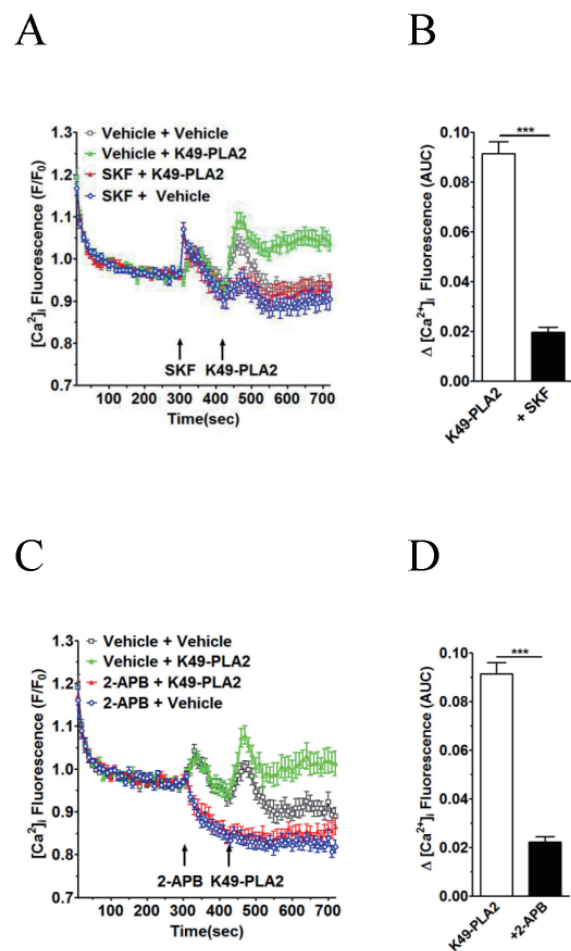 A
[Ca²]ᵢ Fluorescence (F/F₀)
1.3
1.2
1.1
1.0
0.9
0.8
0.7
Vehicle + Vehicle
Vehicle + K49-PLA2
SKF + K49-PLA2
SKF + Vehicle
SKF K49-PLA2
100 200 300 400 500 600 700
Time(sec)
B
Δ [Ca²⁺]ᵢ Fluorescence (AUC)
0.10
0.08
0.06
0.04
0.02
0.00
***
K49-PLA2
+ SKF
C
[Ca²]ᵢ Fluorescence (F/F₀)
1.3
1.2
1.1
1.0
0.9
0.8
0.7
Vehicle + Vehicle
Vehicle + K49-PLA2
2-APB + K49-PLA2
2-APB + Vehicle
2-APB K49-PLA2
100 200 300 400 500 600 700
Time(sec)
D
Δ [Ca²⁺]ᵢ Fluorescence (AUC)
0.10
0.08
0.06
0.04
0.02
0.00
***
K49-PLA2
+2-APB